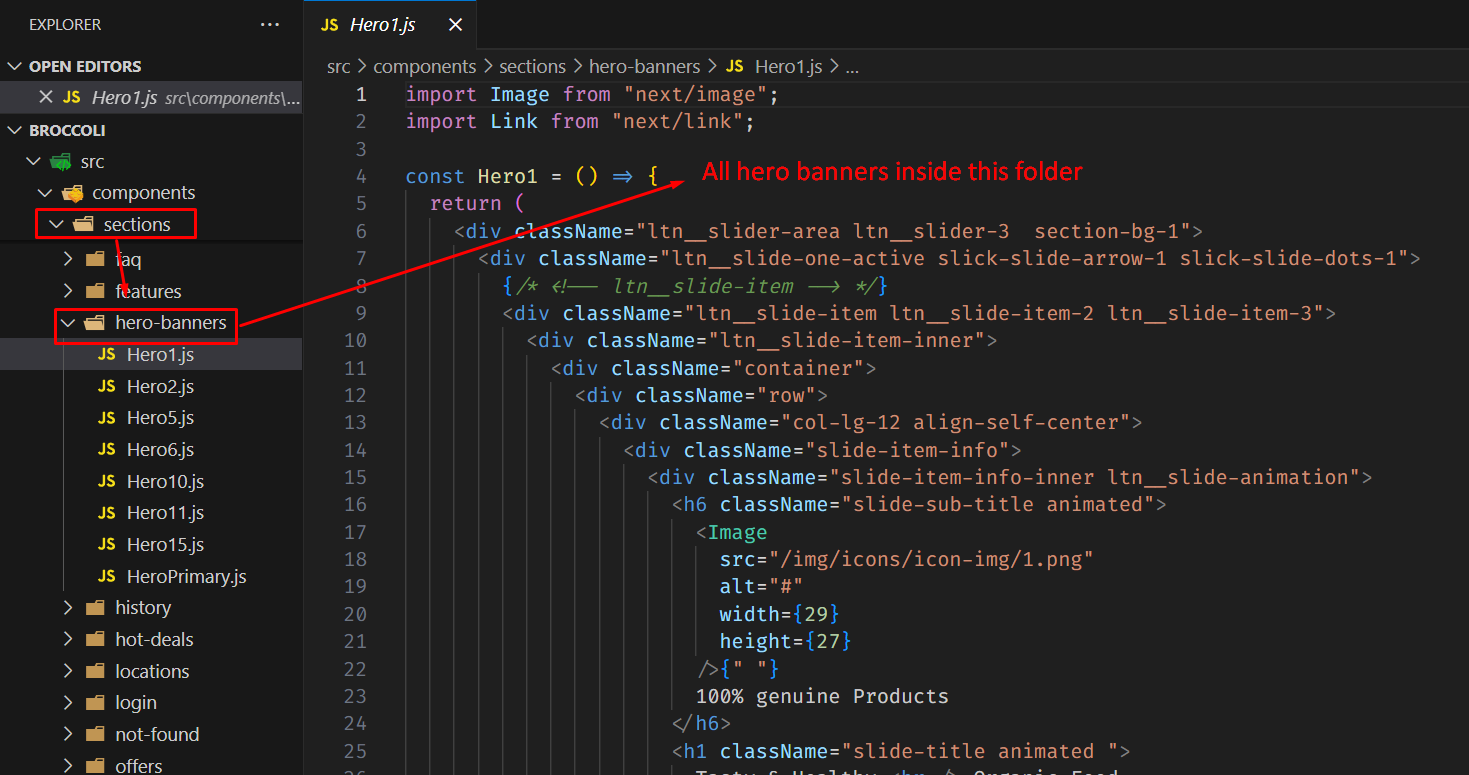 EXPLORER ...
OPEN EDITORS
JS Hero1.js src\components\...
BROCCOLI
src
components
sections
faq
features
hero-banners
JS Hero1.js
JS Hero2.js
JS Hero5.js
JS Hero6.js
JS Hero10.js
JS Hero11.js
JS Hero15.js
JS HeroPrimary.js
history
hot-deals
locations
login
not-found
offers
JS Hero1.js
src > components > sections > hero-banners > JS Hero1.js > ...
1 import Image from "next/image";
2 import Link from "next/link";
3
4 const Hero1 = () => {
All hero banners inside this folder
5 return (
6 <div className="ltn__slider-area ltn__slider-3  section-bg-1">
7 <div className="ltn__slide-one-active slick-slide-arrow-1 slick-slide-dots-1">
8 {/* <!-- ltn__slide-item --> */}
9 <div className="ltn__slide-item ltn__slide-item-2 ltn__slide-item-3">
10 <div className="ltn__slide-item-inner">
11 <div className="container">
12 <div className="row">
13 <div className="col-lg-12 align-self-center">
14 <div className="slide-item-info">
15 <div className="slide-item-info-inner ltn__slide-animation">
16 <h6 className="slide-sub-title animated">
17 <Image
18 src="/img/icons/icon-img/1.png"
19 alt="#"
20 width={29}
21 height={27}
22 />{" "}
23 100% genuine Products
24 </h6>
25 <h1 className="slide-title animated ">
26 Tasty & Healthy <br /> Organic Food